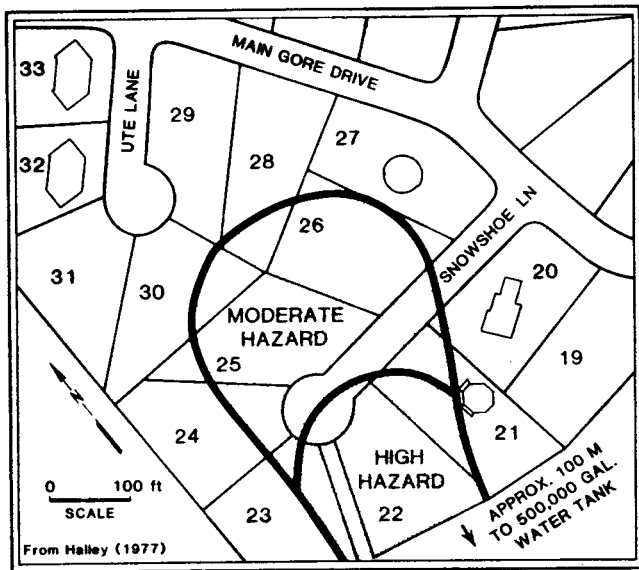 MAIN GORE DRIVE
33
UTE LANE
29
27
32
28
26
SNOWSHOE LN
20
31
30
MODERATE
HAZARD
19
25
24
21
HIGH
HAZARD
0 100 ft
SCALE
23
22
APPROX. 100 M
TO 500,000 GAL.
WATER TANK
From Hailey (1977)